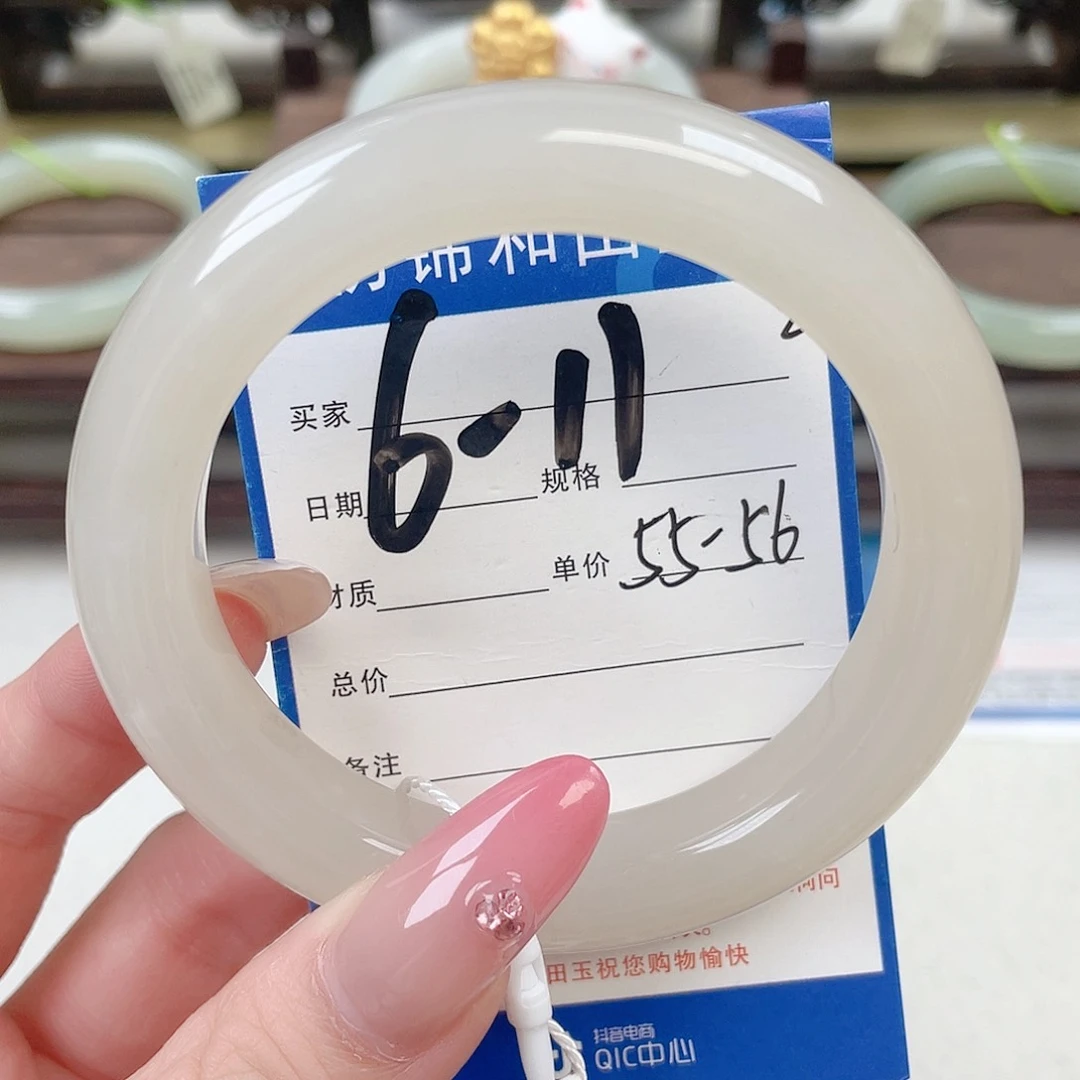 饰和田
6-11
买家
日期 规格
材质 单价 55-56
总价
备注
田玉祝您购物愉快
抖音电商
QIC中心